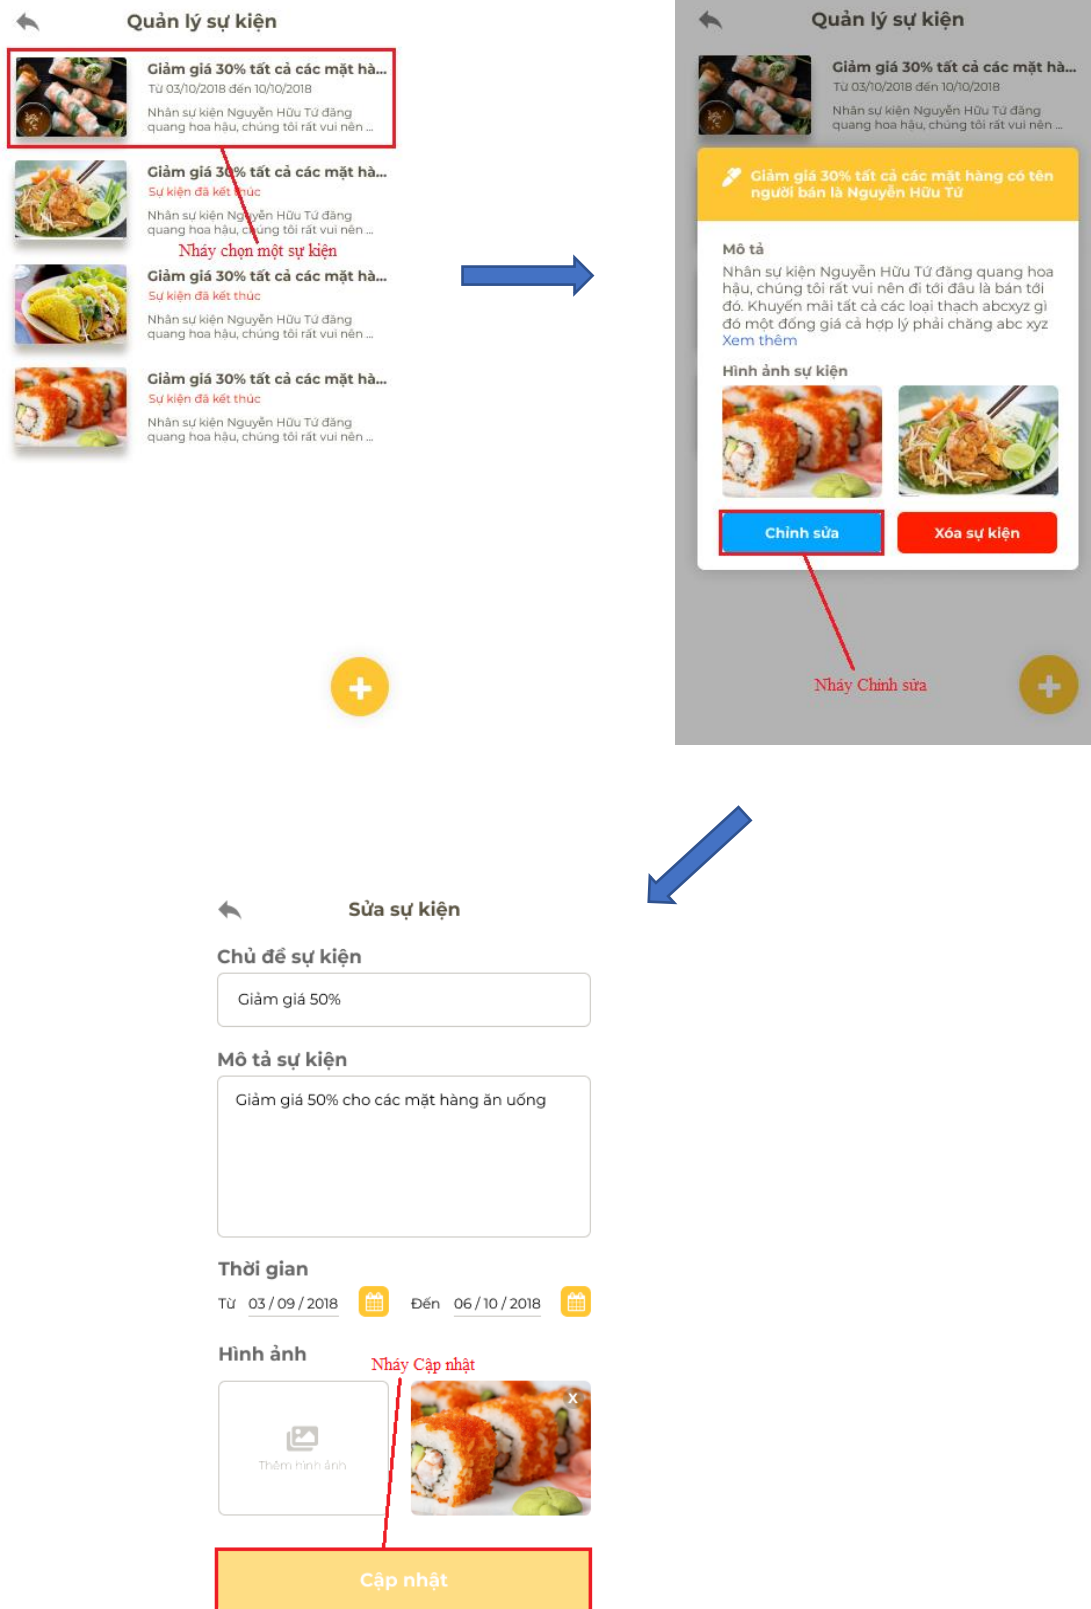 Quản lý sự kiện
Giảm giá 30% tất cả các mặt hà...
Từ 03/10/2018 đến 10/10/2018
Nhân sự kiện Nguyễn Hữu Tứ đăng
quang hoa hậu, chúng tôi rất vui nên ...
Giảm giá 30% tất cả các mặt hà...
Sự kiện đã kết thúc
Nhân sự kiện Nguyễn Hữu Tứ đăng
quang hoa hậu, chúng tôi rất vui nên ...
Nháy chọn một sự kiện
Giảm giá 30% tất cả các mặt hà...
Sự kiện đã kết thúc
Nhân sự kiện Nguyễn Hữu Tứ đăng
quang hoa hậu, chúng tôi rất vui nên ...
Giảm giá 30% tất cả các mặt hà...
Sự kiện đã kết thúc
Nhân sự kiện Nguyễn Hữu Tứ đăng
quang hoa hậu, chúng tôi rất vui nên ...
Quản lý sự kiện
Giảm giá 30% tất cả các mặt hà...
Từ 03/10/2018 đến 10/10/2018
Nhân sự kiện Nguyễn Hữu Tứ đăng
quang hoa hậu, chúng tôi rất vui nên ...
Giảm giá 30% tất cả các mặt hàng có tên
người bán là Nguyễn Hữu Tứ
Mô tả
Nhân sự kiện Nguyễn Hữu Tứ đăng quang hoa
hậu, chúng tôi rất vui nên đi tới đâu là bán tới
đó. Khuyến mãi tất cả các loại thạch abcxyz gì
đó một đống giá cả hợp lý phải chăng abc xyz
Xem thêm
Hình ảnh sự kiện
Chỉnh sửa
Xóa sự kiện
Nháy Chỉnh sửa
Sửa sự kiện
Chủ đề sự kiện
Giảm giá 50%
Mô tả sự kiện
Giảm giá 50% cho các mặt hàng ăn uống
Thời gian
Từ 03 / 09 / 2018 Đến 06 / 10 / 2018
Hình ảnh
Nháy Cập nhật
X
Thêm hình ảnh
Cập nhật